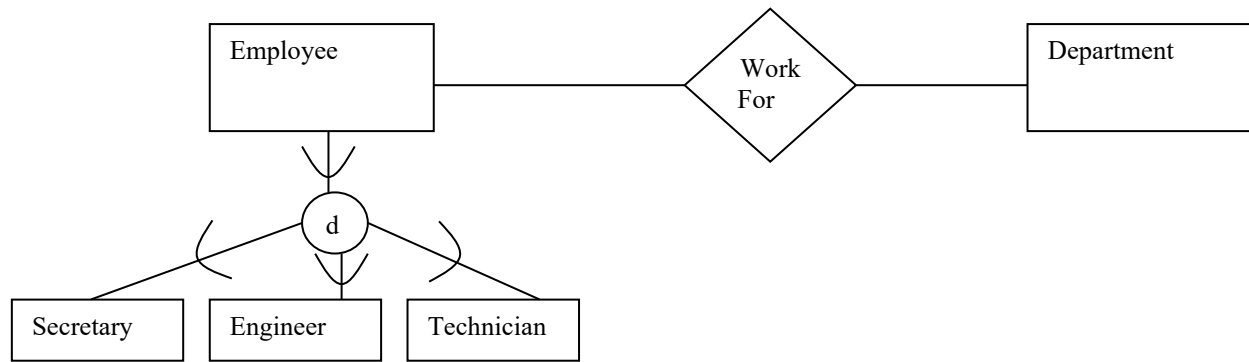 Employee
Work
For
Department
d
Secretary
Engineer
Technician